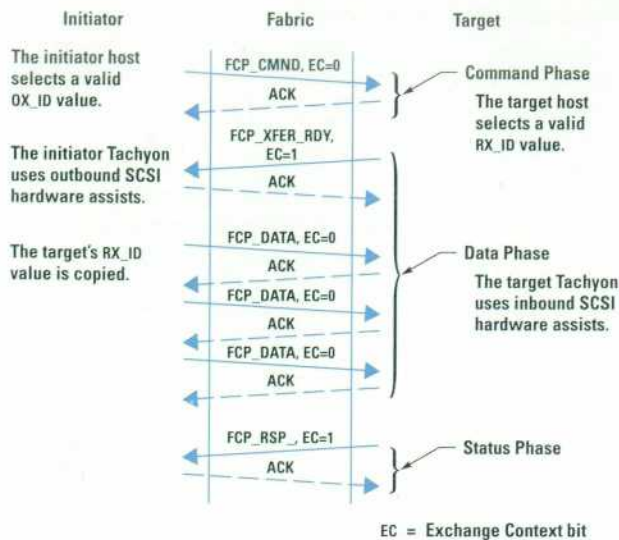 Initiator
Fabric
Target
The initiator host
selects a valid
OX_ID value.
FCP_CMND, EC=0
ACK
Command Phase
The target host
selects a valid
RX_ID value.
FCP_XFER_RDY,
EC=1
ACK
The initiator Tachyon
uses outbound SCSI
hardware assists.
The target's RX_ID
value is copied.
FCP_DATA, EC=0
ACK
FCP_DATA, EC=0
ACK
FCP_DATA, EC=0
ACK
Data Phase
The target Tachyon
uses inbound SCSI
hardware assists.
FCP_RSP_, EC=1
ACK
Status Phase
EC = Exchange Context bit